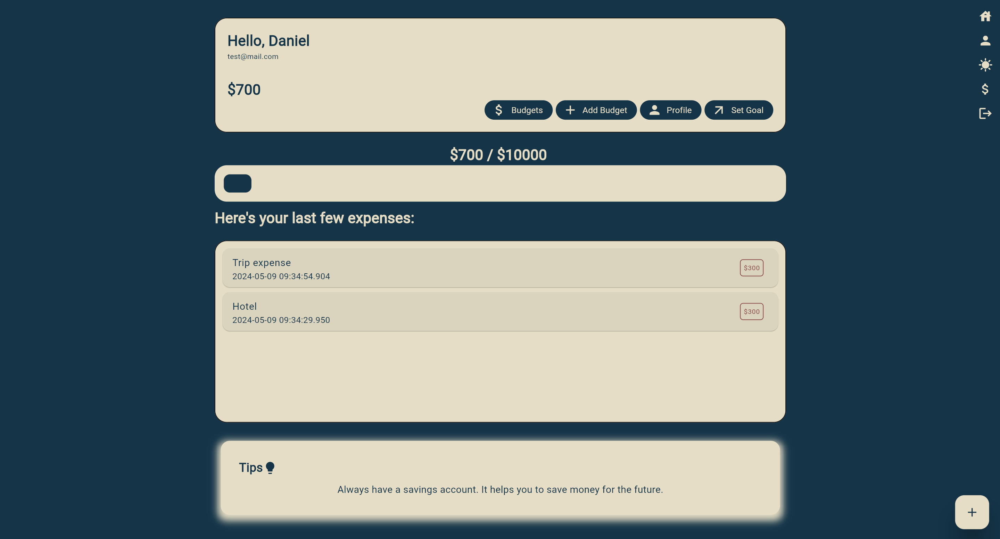 Hello, Daniel
test@mail.com
$700
Budgets
Add Budget
Profile
Set Goal
$700 / $10000
Here's your last few expenses:
Trip expense
2024-05-09 09:34:54.904
$300
Hotel
2024-05-09 09:34:29.950
$300
Tips
Always have a savings account. It helps you to save money for the future.